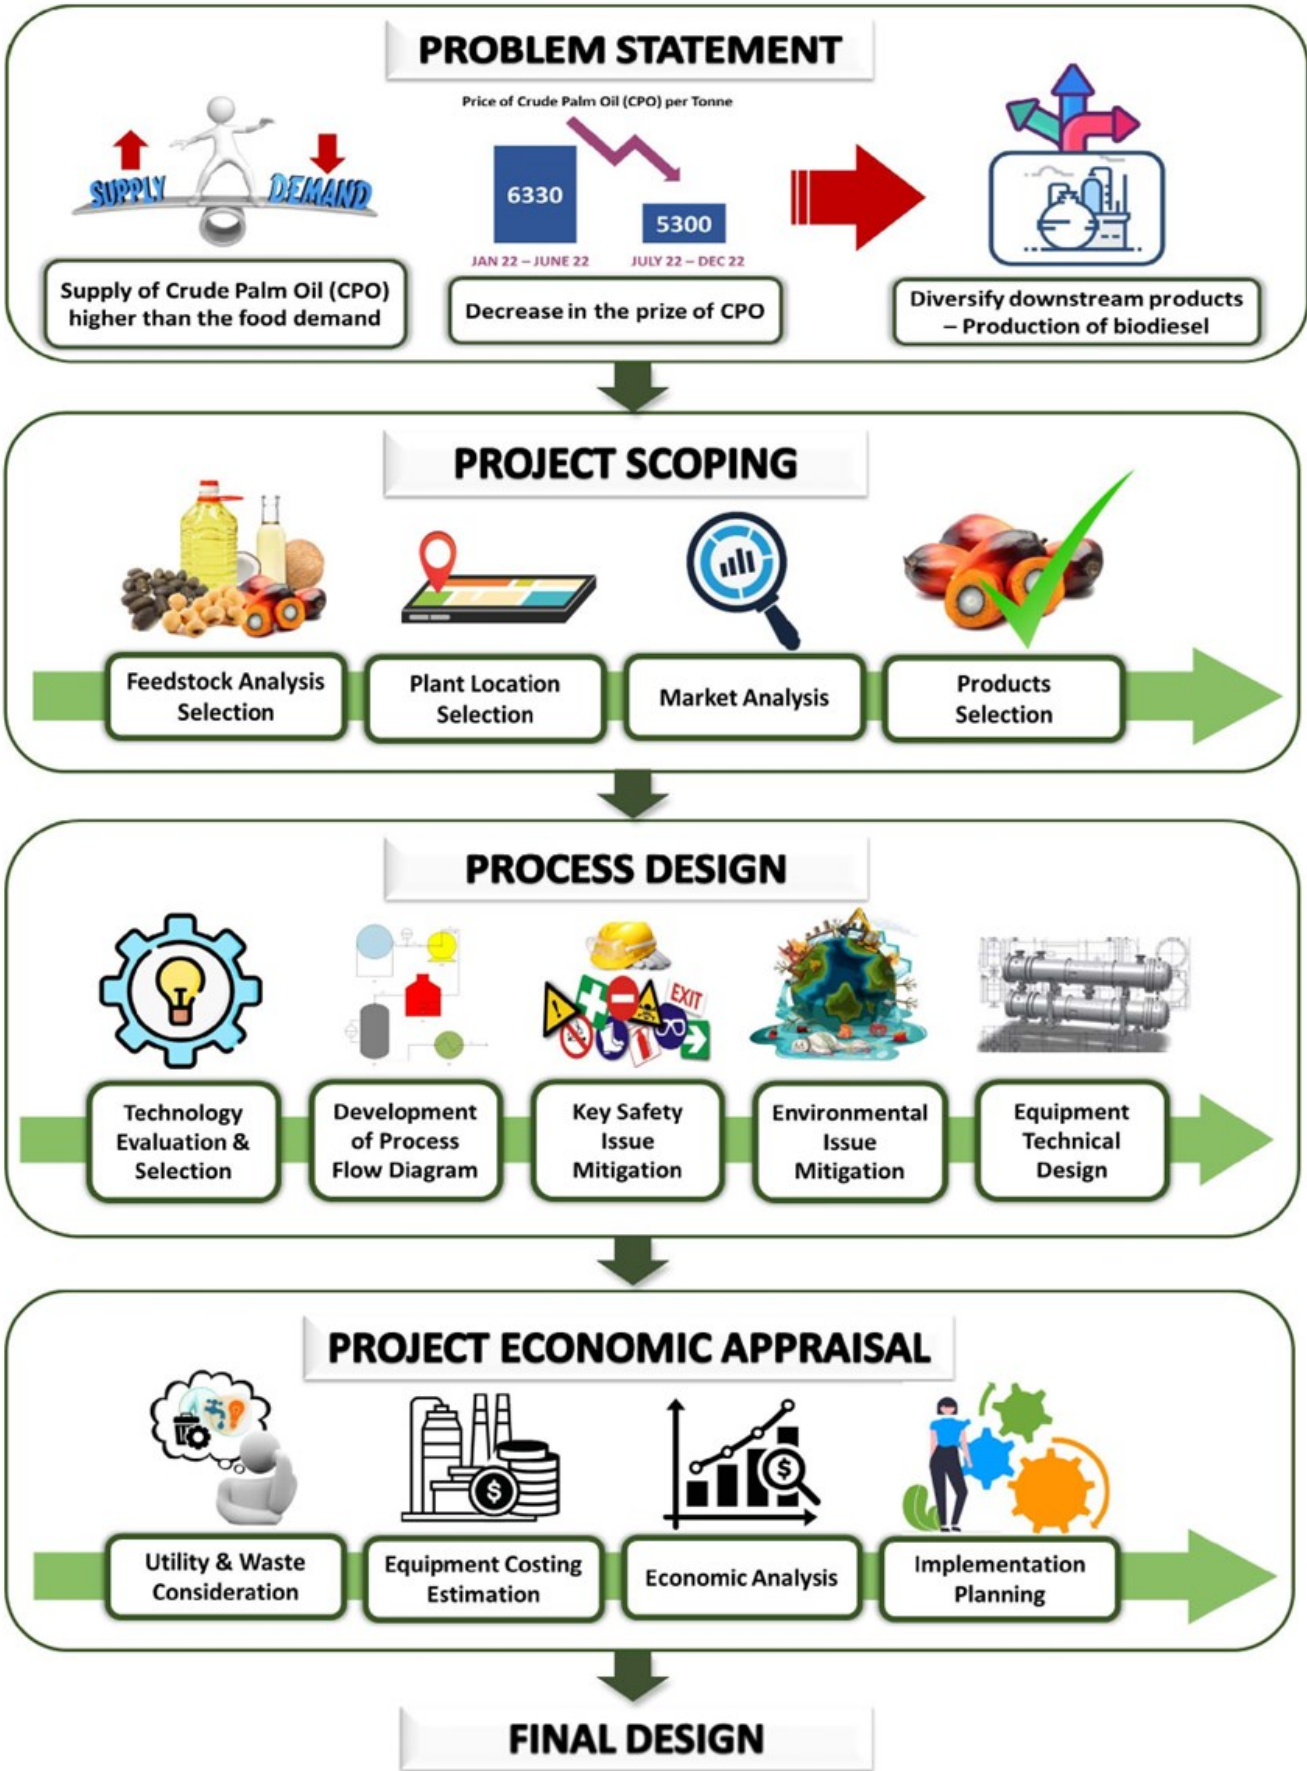 PROBLEM STATEMENT
Price of Crude Palm Oil (CPO) per Tonne
SUPPLY
DEMAND
6330
5300
JAN 22 – JUNE 22
JULY 22 – DEC 22
Supply of Crude Palm Oil (CPO)
higher than the food demand
Decrease in the prize of CPO
Diversify downstream products
– Production of biodiesel
PROJECT SCOPING
Feedstock Analysis
Selection
Plant Location
Selection
Market Analysis
Products
Selection
PROCESS DESIGN
EXIT
Technology
Evaluation &
Selection
Development
of Process
Flow Diagram
Key Safety
Issue
Mitigation
Environmental
Issue
Mitigation
Equipment
Technical
Design
PROJECT ECONOMIC APPRAISAL
$
$
Utility & Waste
Consideration
Equipment Costing
Estimation
Economic Analysis
Implementation
Planning
FINAL DESIGN